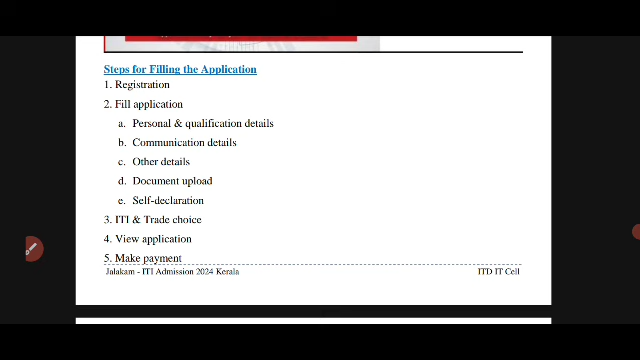 Steps for Filling the Application
1. Registration
2. Fill application
a. Personal & qualification details
b. Communication details
c. Other details
d. Document upload
e. Self-declaration
3. ITI & Trade choice
4. View application
5. Make payment
Jalakam - ITI Admission 2024 Kerala ITD IT Cell